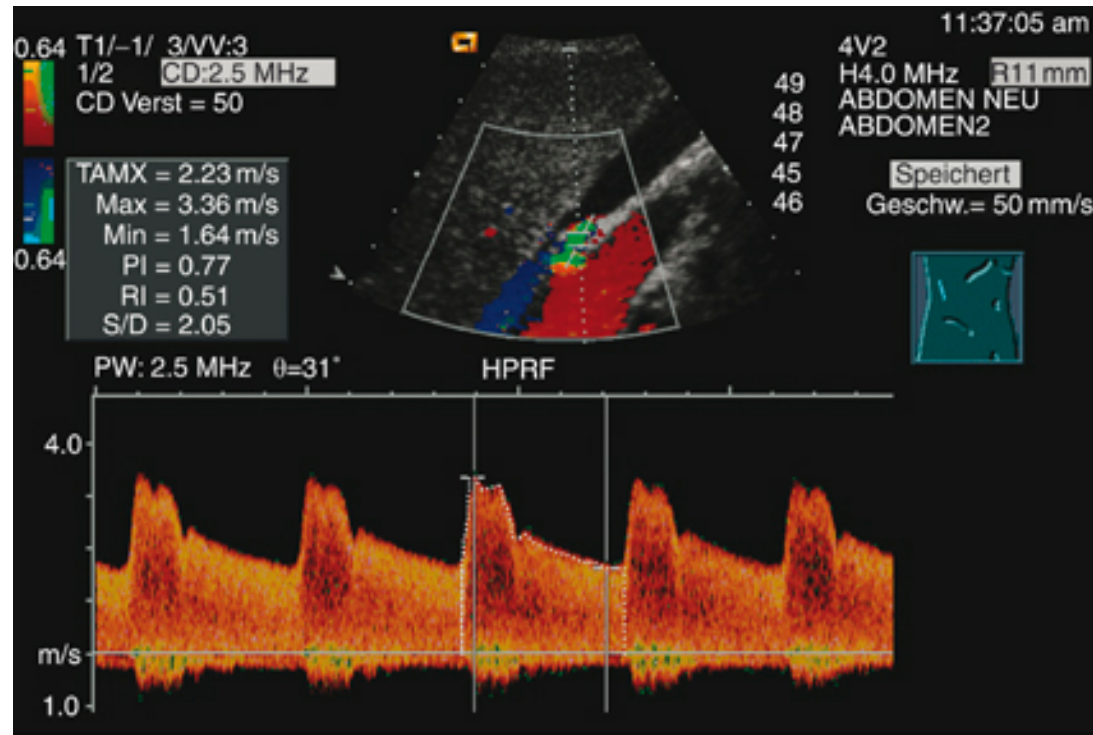 11:37:05 am
0.64
T1/–1/ 3/VV:3
1/2 CD:2.5 MHz
CD Verst = 50
4V2
H4.0 MHz R11mm
ABDOMEN NEU
ABDOMEN2
49
48
47
45
46
Speichert
Geschw.= 50 mm/s
TAMX = 2.23 m/s
Max = 3.36 m/s
Min = 1.64 m/s
PI = 0.77
RI = 0.51
S/D = 2.05
0.64
PW: 2.5 MHz θ=31° HPRF
4.0
m/s
1.0